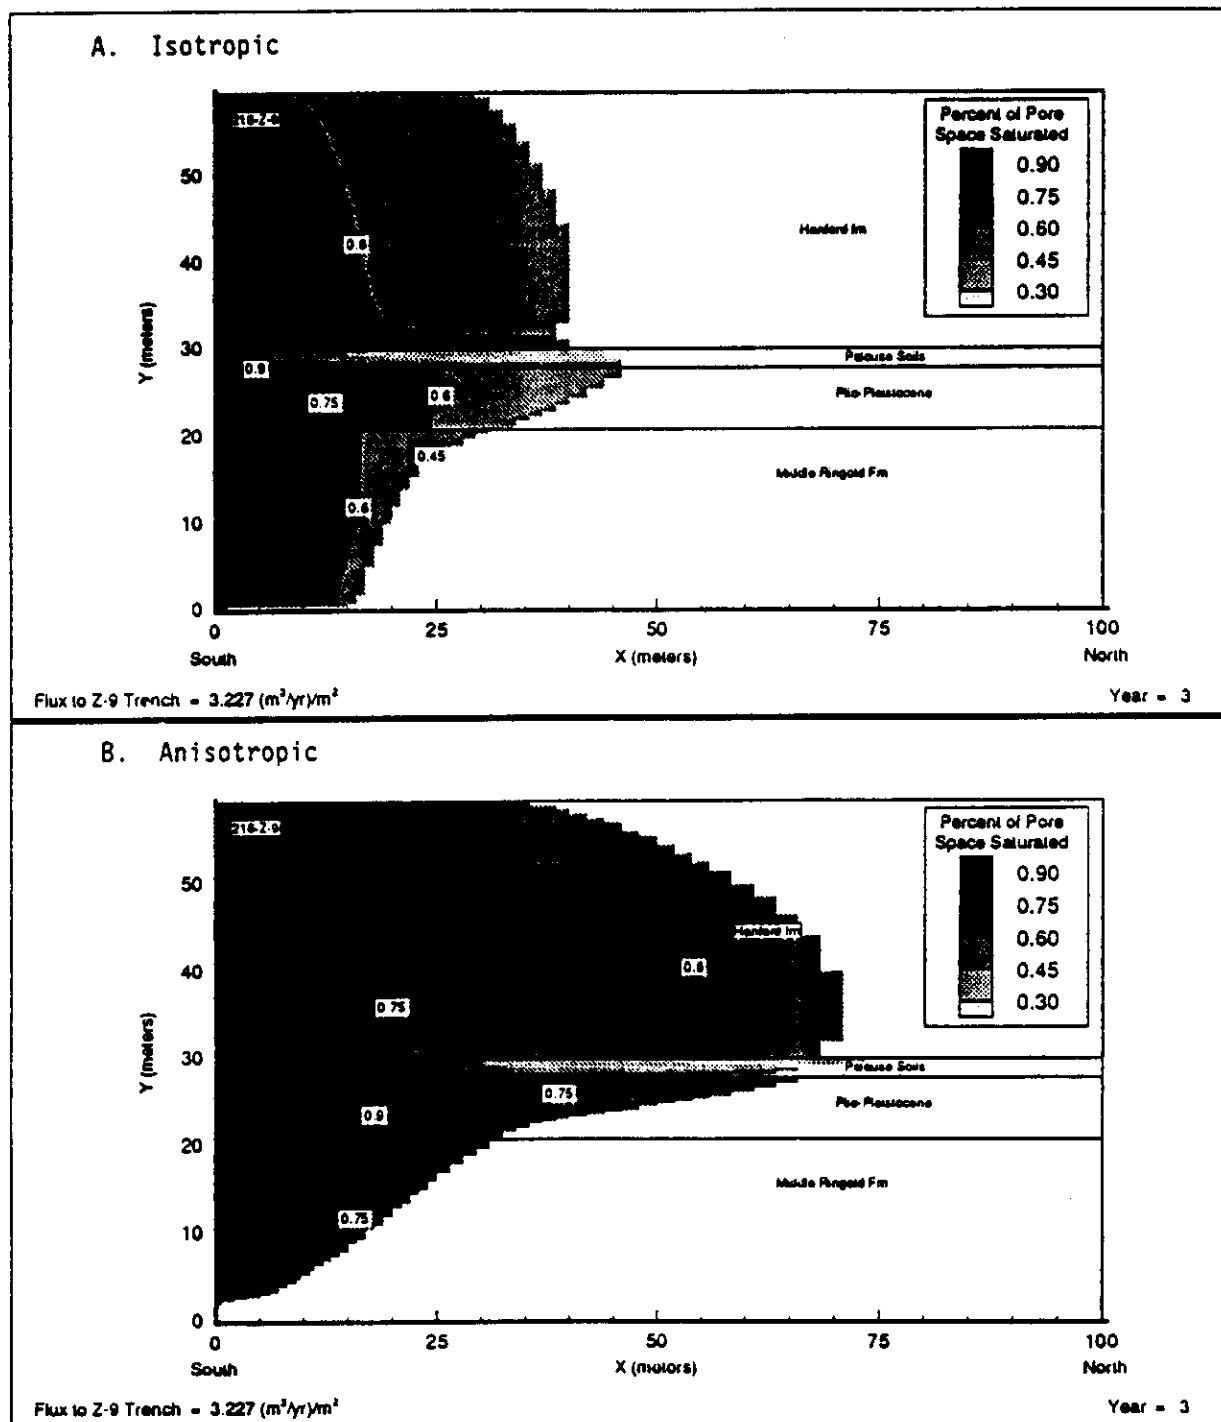 A. Isotropic
216-Z-9
Percent of Pore
Space Saturated
0.90
0.75
0.60
0.45
0.30
50
40
30
20
10
0
Y (meters)
0.6
Hanford fm
Palouse Soils
0.9
0.75
0.6
Plio-Pleistocene
0.45
Middle Ringold Fm
0.6
0
25
50
75
100
South
X (meters)
North
Flux to Z-9 Trench = 3.227 (m³/yr)/m²
Year = 3
B. Anisotropic
216-Z-9
Percent of Pore
Space Saturated
0.90
0.75
0.60
0.45
0.30
50
40
30
20
10
0
Y (meters)
Hanford fm
0.6
0.75
Palouse Soils
0.75
Plio-Pleistocene
0.9
Middle Ringold Fm
0.75
0
25
50
75
100
South
X (meters)
North
Flux to Z-9 Trench = 3.227 (m³/yr)/m²
Year = 3